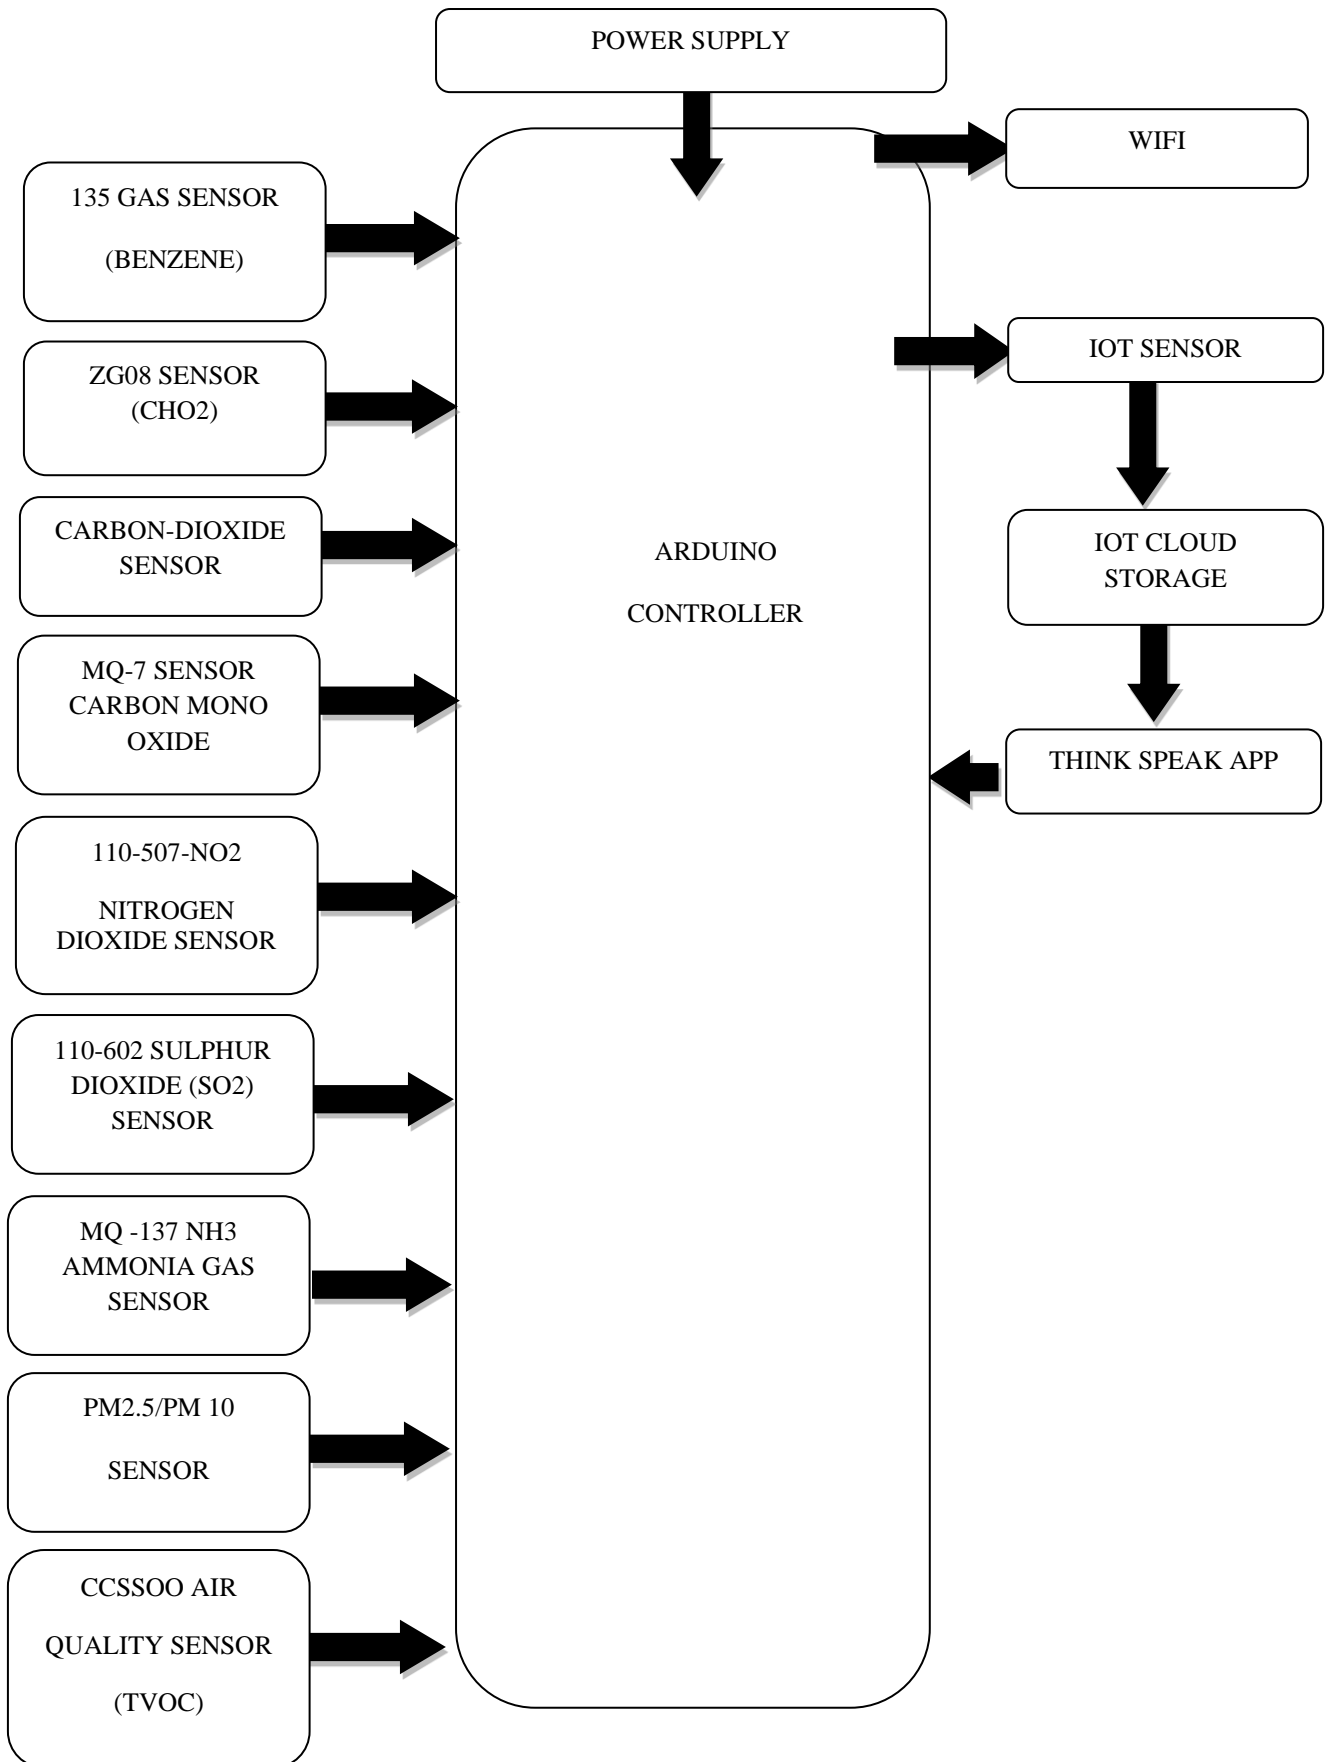 POWER SUPPLY
WIFI
135 GAS SENSOR
(BENZENE)
ZG08 SENSOR
(CHO2)
CARBON-DIOXIDE
SENSOR
MQ-7 SENSOR
CARBON MONO
OXIDE
110-507-NO2
NITROGEN
DIOXIDE SENSOR
110-602 SULPHUR
DIOXIDE (SO2)
SENSOR
MQ -137 NH3
AMMONIA GAS
SENSOR
PM2.5/PM 10
SENSOR
CCSSOO AIR
QUALITY SENSOR
(TVOC)
ARDUINO
CONTROLLER
IOT SENSOR
IOT CLOUD
STORAGE
THINK SPEAK APP